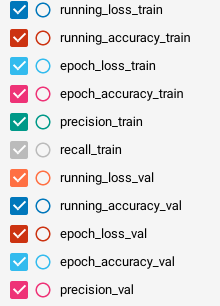 running_loss_train
running_accuracy_train
epoch_loss_train
epoch_accuracy_train
precision_train
recall_train
running_loss_val
running_accuracy_val
epoch_loss_val
epoch_accuracy_val
precision_val